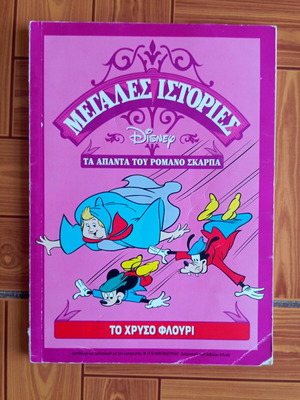 ΜΕΓΑΛΕΣ ΙΣΤΟΡΙΕΣ
Disney
ΤΑ ΑΠΑΝΤΑ ΤΟΥ ΡΟΜΑΝΟ ΣΚΑΡΠΑ
ΤΟ ΧΡΥΣΟ ΦΛΟΥΡΙ